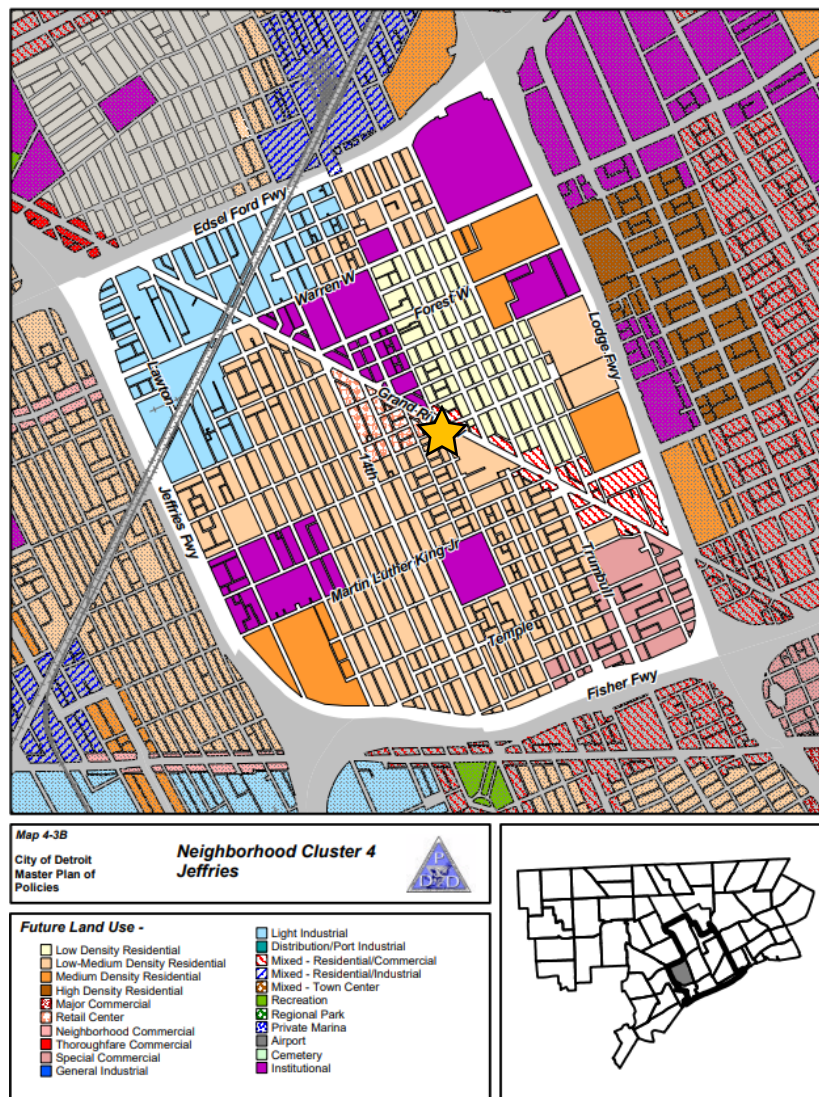 Edsel Ford Fwy
Warren W
Forest W
Lodge Fwy
Lawton
Grand Ri
14th
Jeffries Fwy
Martin Luther King Jr
Trumbull
Temple
Fisher Fwy
Map 4-3B
City of Detroit
Master Plan of
Policies
Neighborhood Cluster 4
Jeffries
P
D D
Future Land Use -
Low Density Residential
Low-Medium Density Residential
Medium Density Residential
High Density Residential
Major Commercial
Retail Center
Neighborhood Commercial
Thoroughfare Commercial
Special Commercial
General Industrial
Light Industrial
Distribution/Port Industrial
Mixed - Residential/Commercial
Mixed - Residential/Industrial
Mixed - Town Center
Recreation
Regional Park
Private Marina
Airport
Cemetery
Institutional